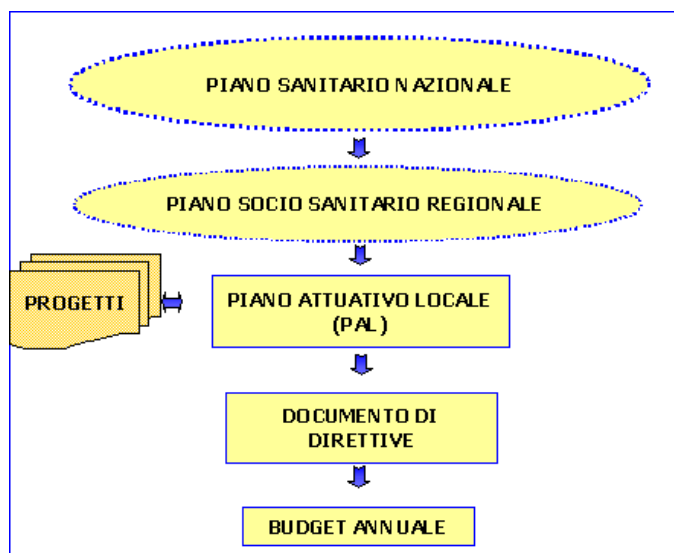 PIANO SANITARIO NAZIONALE
PIANO SOCIO SANITARIO REGIONALE
PROGETTI
PIANO ATTUATIVO LOCALE
(PAL)
DOCUMENTO DI
DIRETTIVE
BUDGET ANNUALE